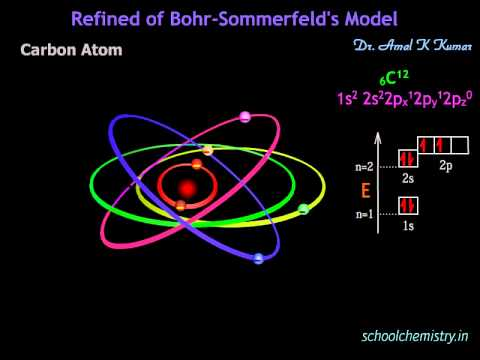 Refined of Bohr-Sommerfeld's Model
Dr. Amal K Kumar
Carbon Atom
₆C¹²
1s² 2s²2pₓ¹2pᵧ¹2p_z⁰
n=2
2s
2p
E
n=1
1s
schoolchemistry.in